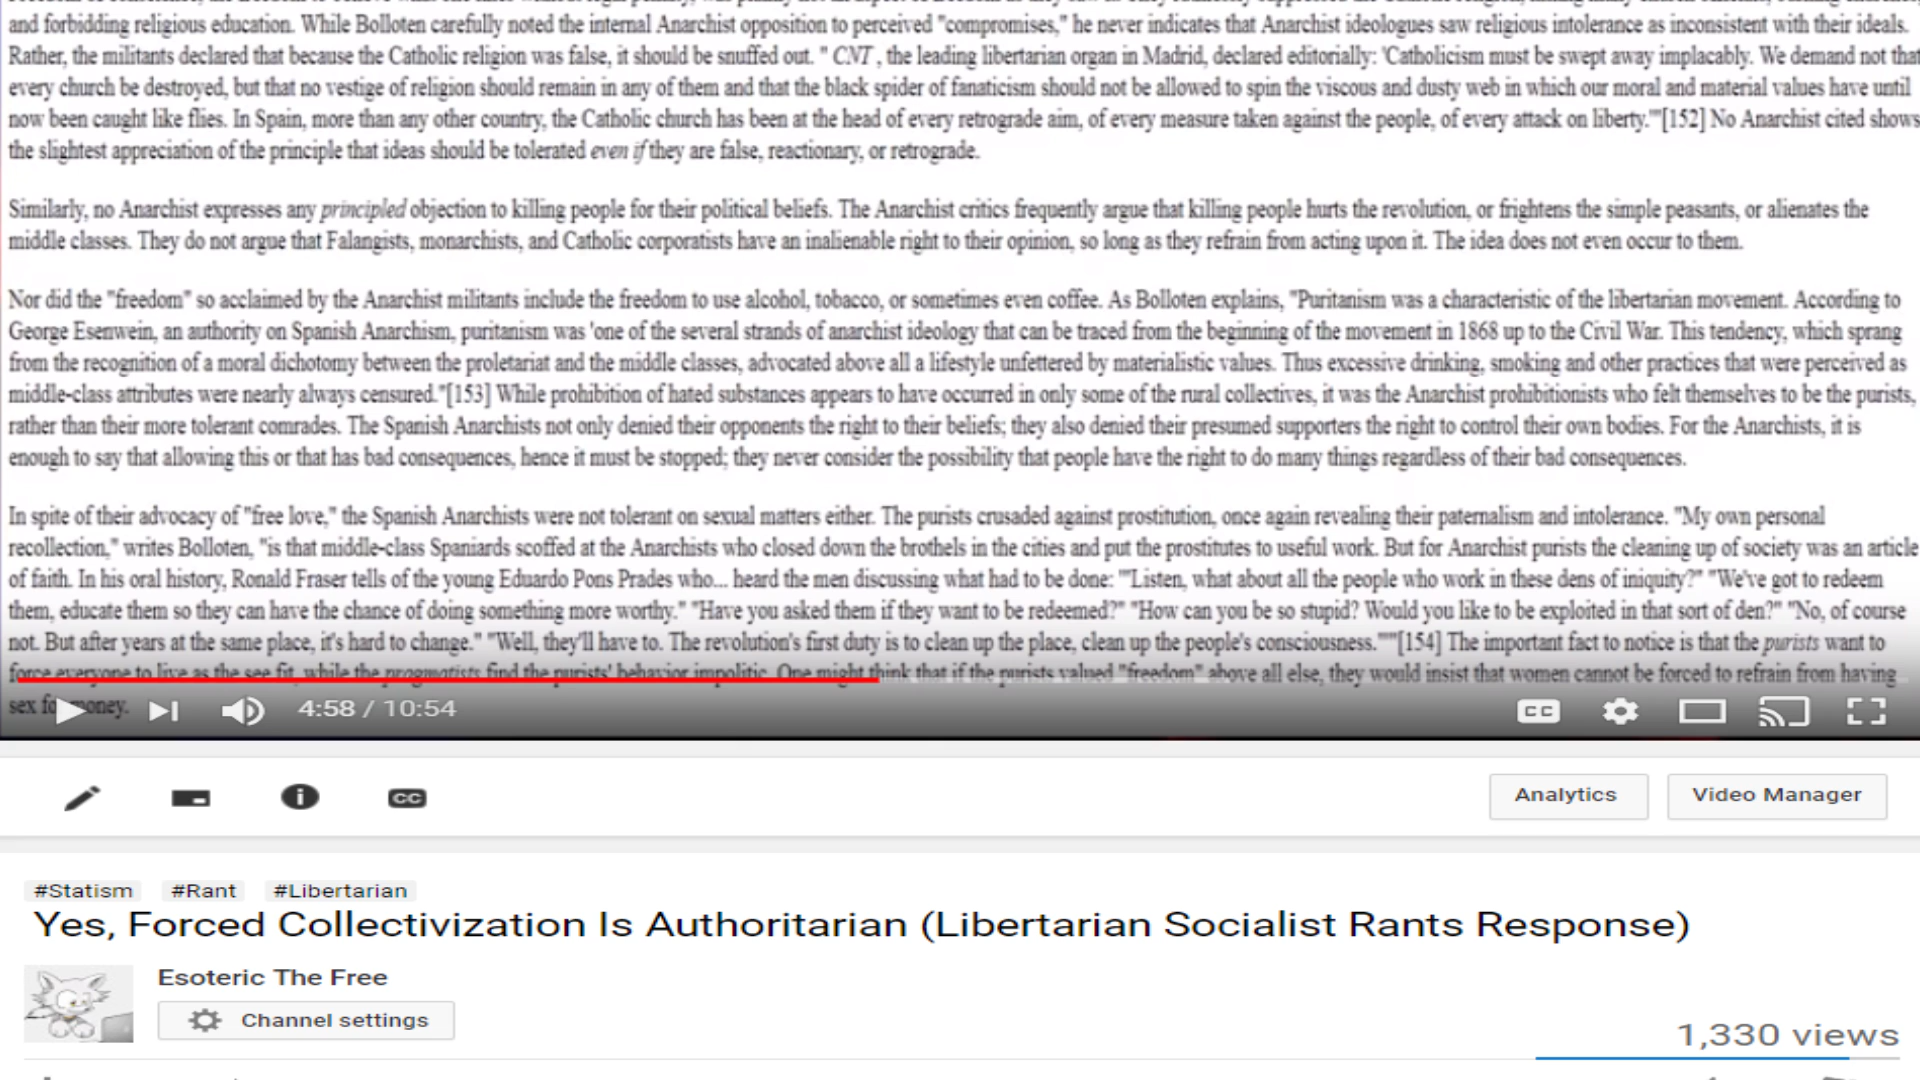 and forbidding religious education. While Bolloten carefully noted the internal Anarchist opposition to perceived "compromises," he never indicates that Anarchist ideologues saw religious intolerance as inconsistent with their ideals.
Rather, the militants declared that because the Catholic religion was false, it should be snuffed out. " CNT , the leading libertarian organ in Madrid, declared editorially: 'Catholicism must be swept away implacably. We demand not that
every church be destroyed, but that no vestige of religion should remain in any of them and that the black spider of fanaticism should not be allowed to spin the viscous and dusty web in which our moral and material values have until
now been caught like flies. In Spain, more than any other country, the Catholic church has been at the head of every retrograde aim, of every measure taken against the people, of every attack on liberty.'"[152] No Anarchist cited shows
the slightest appreciation of the principle that ideas should be tolerated even if they are false, reactionary, or retrograde.
Similarly, no Anarchist expresses any principled objection to killing people for their political beliefs. The Anarchist critics frequently argue that killing people hurts the revolution, or frightens the simple peasants, or alienates the
middle classes. They do not argue that Falangists, monarchists, and Catholic corporatists have an inalienable right to their opinion, so long as they refrain from acting upon it. The idea does not even occur to them.
Nor did the "freedom" so acclaimed by the Anarchist militants include the freedom to use alcohol, tobacco, or sometimes even coffee. As Bolloten explains, "Puritanism was a characteristic of the libertarian movement. According to
George Esenwein, an authority on Spanish Anarchism, puritanism was 'one of the several strands of anarchist ideology that can be traced from the beginning of the movement in 1868 up to the Civil War. This tendency, which sprang
from the recognition of a moral dichotomy between the proletariat and the middle classes, advocated above all a lifestyle unfettered by materialistic values. Thus excessive drinking, smoking and other practices that were perceived as
middle-class attributes were nearly always censured."[153] While prohibition of hated substances appears to have occurred in only some of the rural collectives, it was the Anarchist prohibitionists who felt themselves to be the purists,
rather than their more tolerant comrades. The Spanish Anarchists not only denied their opponents the right to their beliefs; they also denied their presumed supporters the right to control their own bodies. For the Anarchists, it is
enough to say that allowing this or that has bad consequences, hence it must be stopped; they never consider the possibility that people have the right to do many things regardless of their bad consequences.
In spite of their advocacy of "free love," the Spanish Anarchists were not tolerant on sexual matters either. The purists crusaded against prostitution, once again revealing their paternalism and intolerance. "My own personal
recollection," writes Bolloten, "is that middle-class Spaniards scoffed at the Anarchists who closed down the brothels in the cities and put the prostitutes to useful work. But for Anarchist purists the cleaning up of society was an article
of faith. In his oral history, Ronald Fraser tells of the young Eduardo Pons Prades who... heard the men discussing what had to be done: '"Listen, what about all the people who work in these dens of iniquity?" "We've got to redeem
them, educate them so they can have the chance of doing something more worthy." "Have you asked them if they want to be redeemed?" "How can you be so stupid? Would you like to be exploited in that sort of den?" "No, of course
not. But after years at the same place, it's hard to change." "Well, they'll have to. The revolution's first duty is to clean up the place, clean up the people's consciousness."'"[154] The important fact to notice is that the purists want to
force everyone to live as the see fit, while the pragmatists find the purists' behavior impolitic. One might think that if the purists valued "freedom" above all else, they would insist that women cannot be forced to refrain from having
sex for money.
4:58 / 10:54
CC
CC
Analytics
Video Manager
#Statism #Rant #Libertarian
Yes, Forced Collectivization Is Authoritarian (Libertarian Socialist Rants Response)
Esoteric The Free
Channel settings
1,330 views